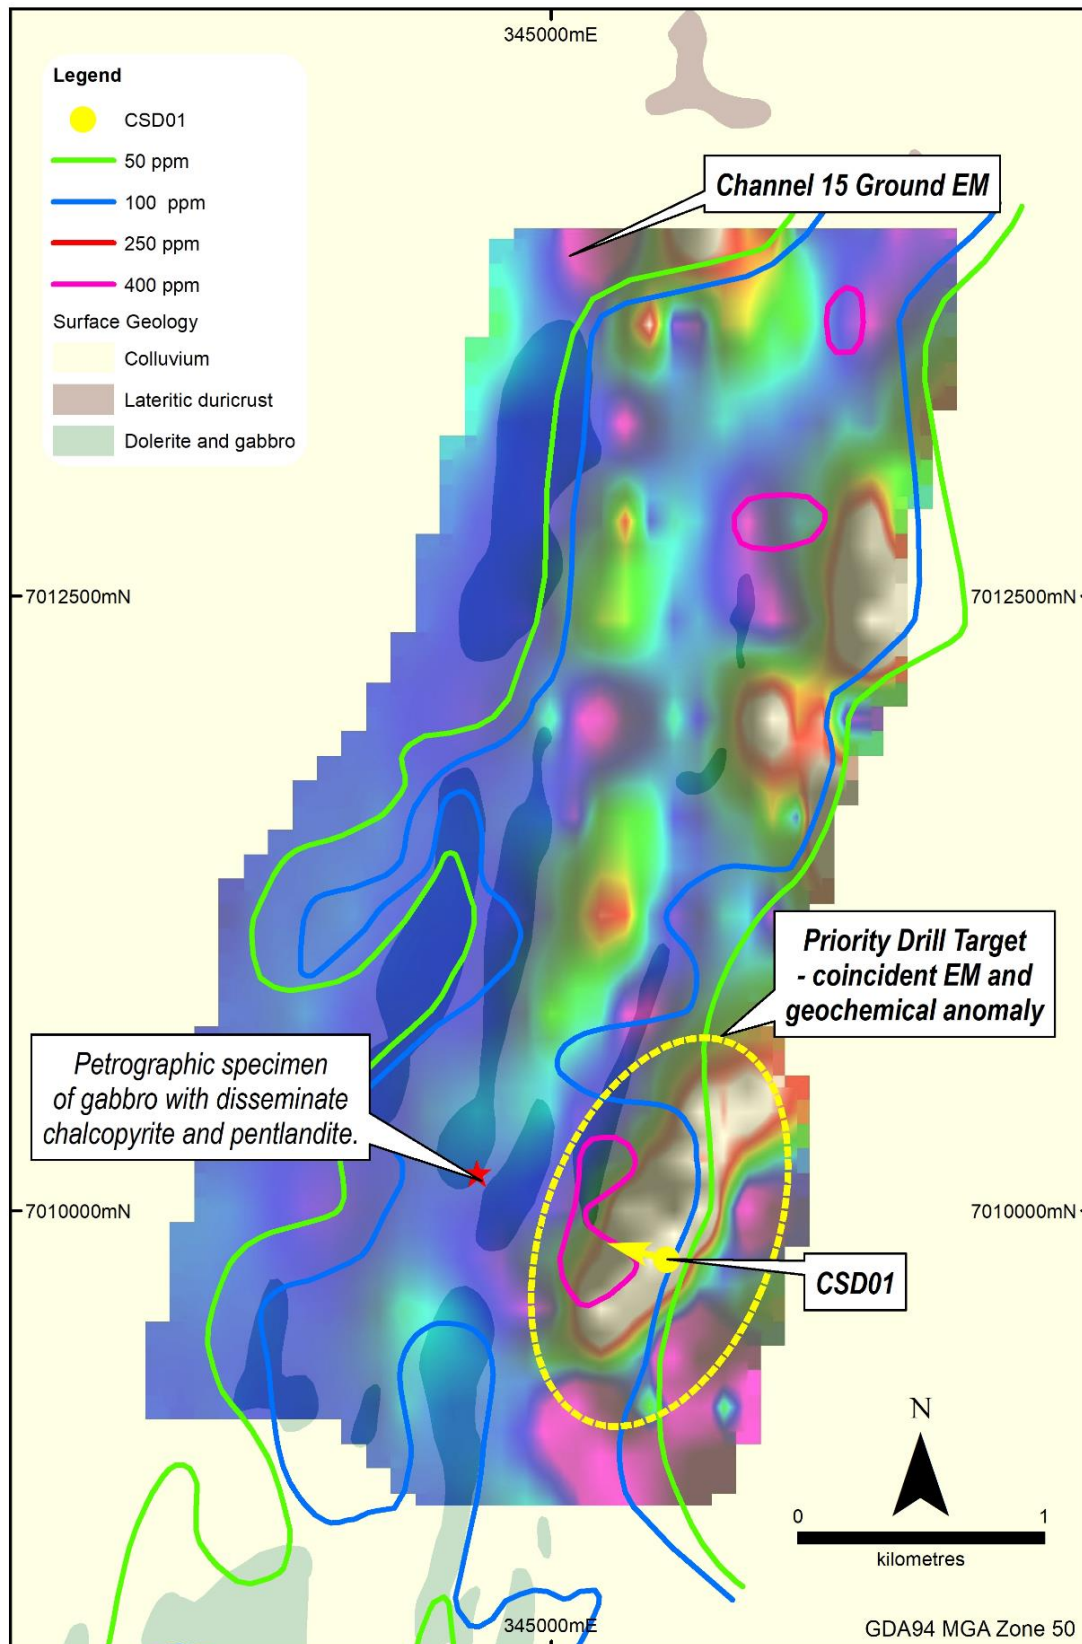 345000mE
Legend
CSD01
50 ppm
100 ppm
250 ppm
400 ppm
Surface Geology
Colluvium
Lateritic duricrust
Dolerite and gabbro
Channel 15 Ground EM
7012500mN
7012500mN
Priority Drill Target
- coincident EM and
geochemical anomaly
Petrographic specimen
of gabbro with disseminate
chalcopyrite and pentlandite.
7010000mN
7010000mN
CSD01
N
0
1
kilometres
345000mE
GDA94 MGA Zone 50